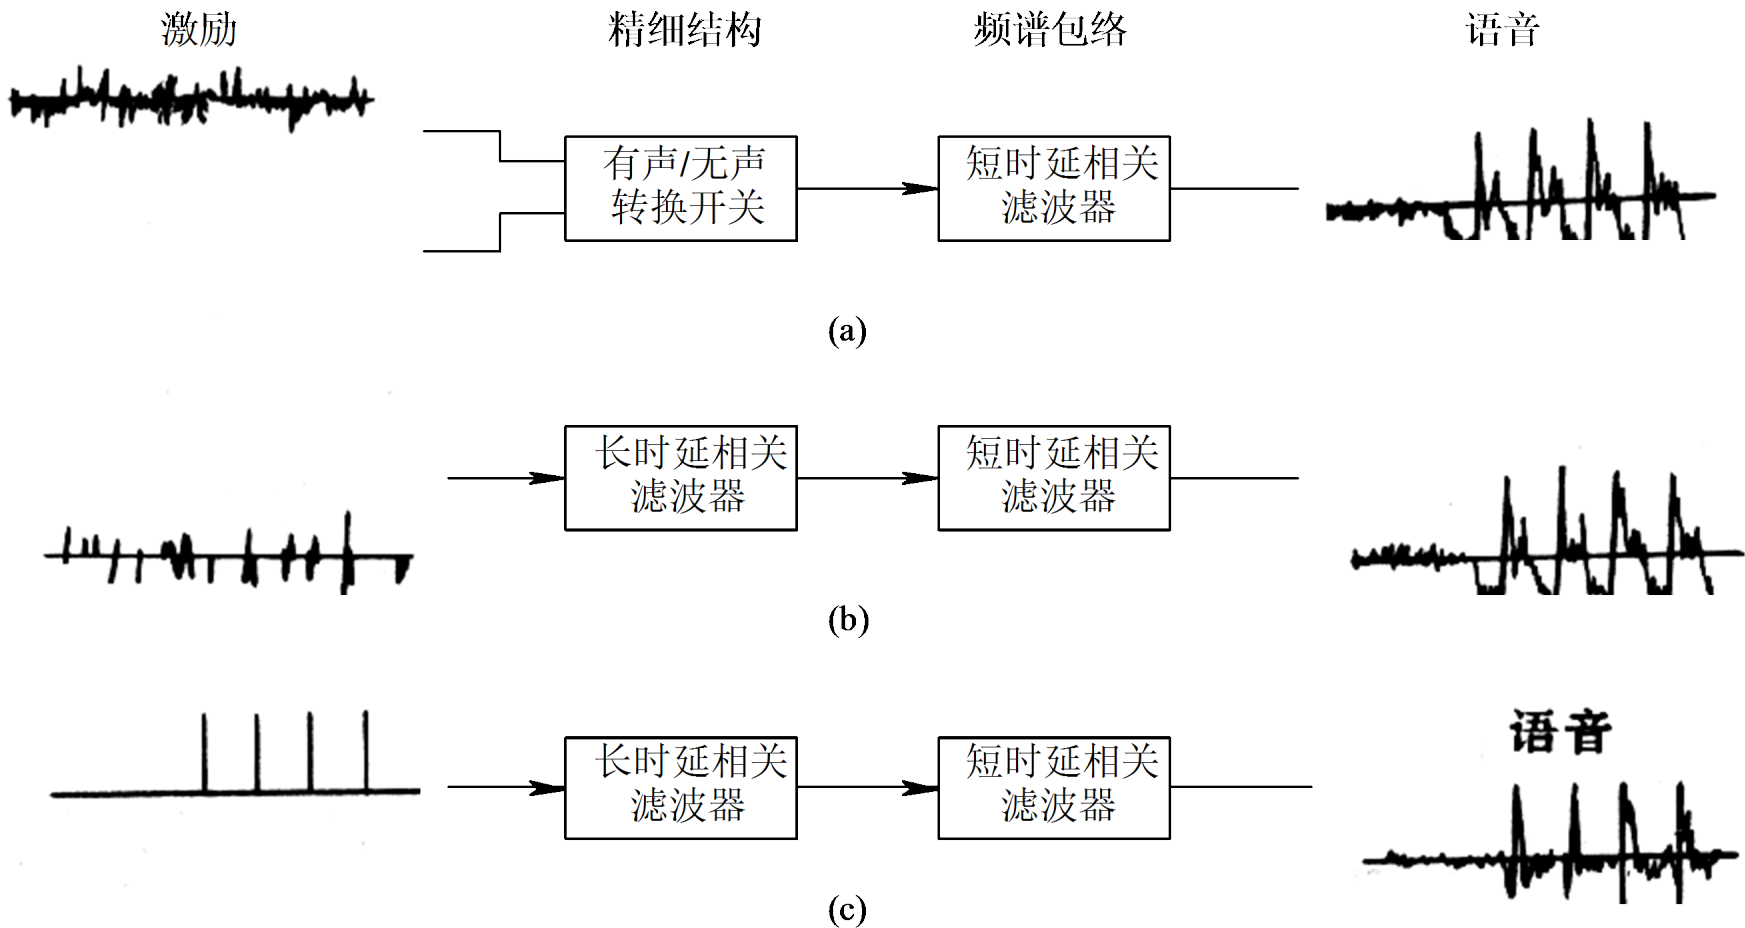 激励 精细结构 频谱包络 语音
有声/无声
转换开关
短时延相关
滤波器
(a)
长时延相关
滤波器
短时延相关
滤波器
(b)
语音
长时延相关
滤波器
短时延相关
滤波器
(c)